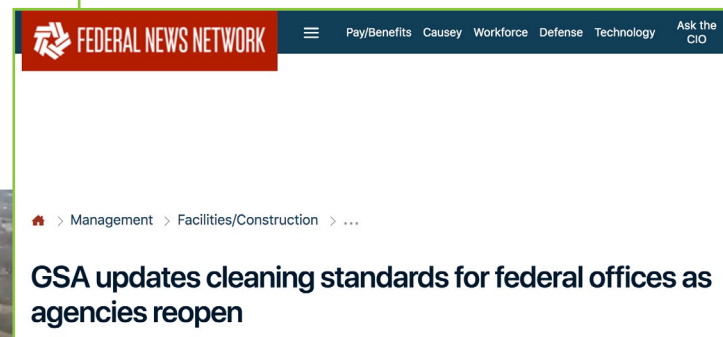 FEDERAL NEWS NETWORK
Pay/Benefits Causey Workforce Defense Technology Ask the CIO
> Management > Facilities/Construction > ...
GSA updates cleaning standards for federal offices as
agencies reopen